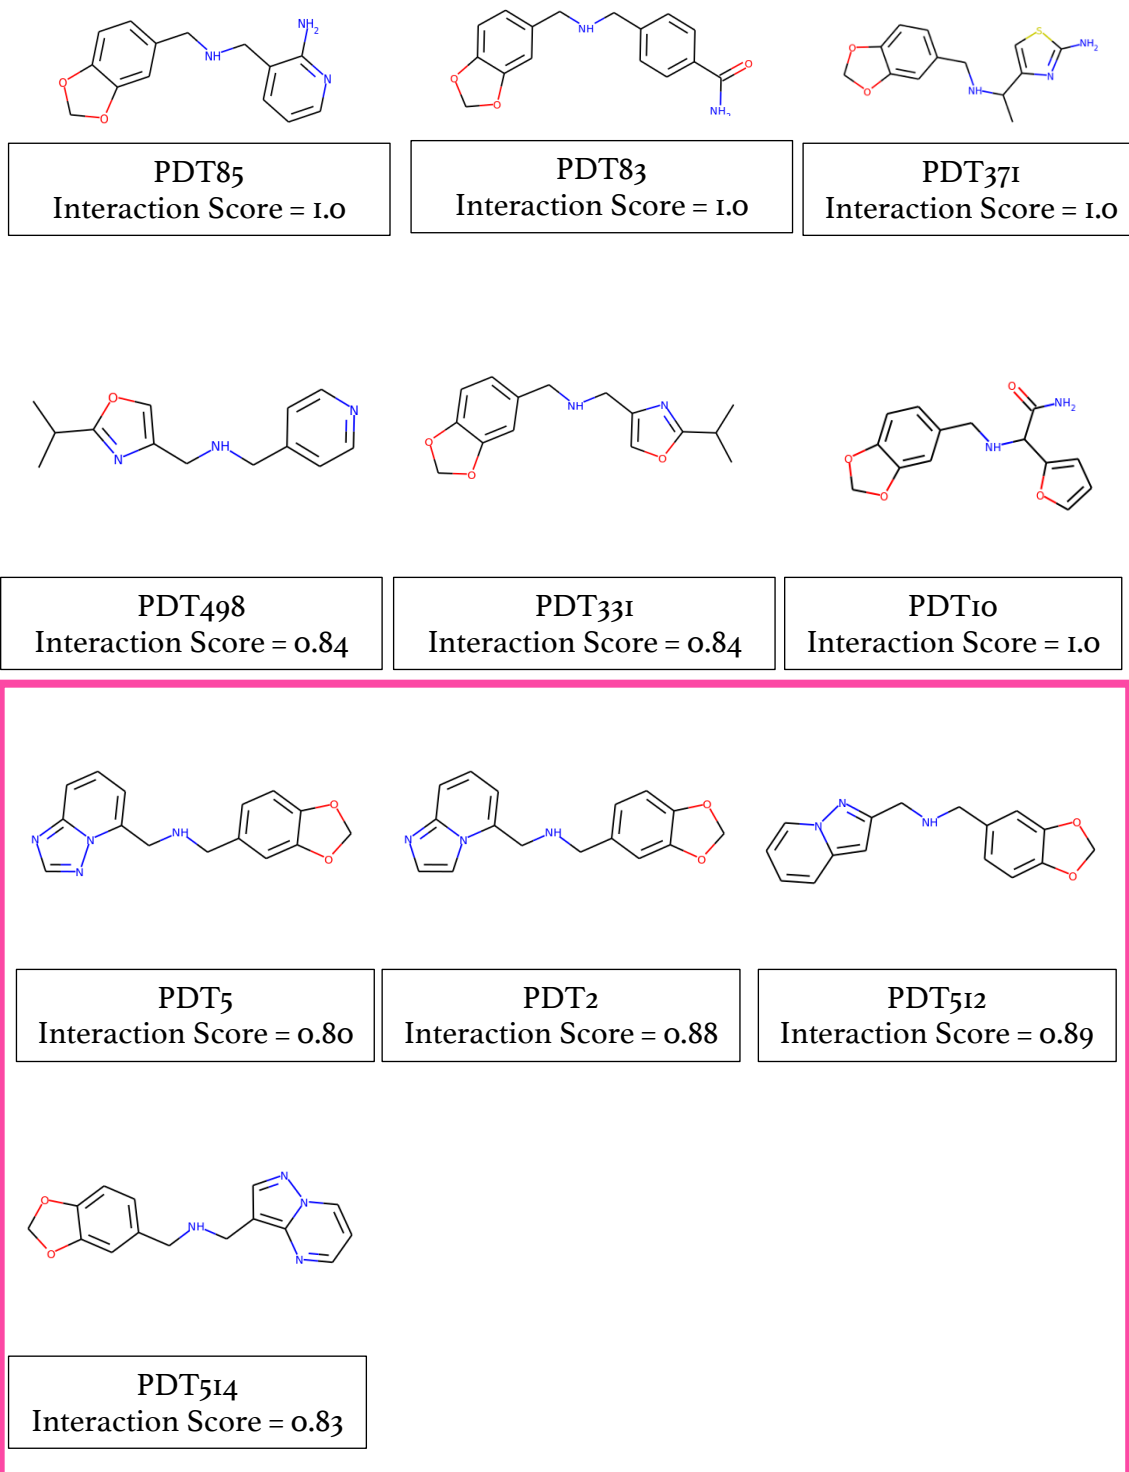 NH₂
NH
N
PDT85
Interaction Score = 1.0
O
O
NH
O
NH₂
O
O
PDT83
Interaction Score = 1.0
S
NH₂
N
NH
O
O
PDT371
Interaction Score = 1.0
O
N
NH
N
PDT498
Interaction Score = 0.84
NH
N
O
O
O
PDT331
Interaction Score = 0.84
O
NH₂
NH
O
O
O
PDT10
Interaction Score = 1.0
N
N
N
NH
O
O
PDT5
Interaction Score = 0.80
N
N
NH
O
O
PDT2
Interaction Score = 0.88
N
N
NH
O
O
PDT512
Interaction Score = 0.89
O
O
NH
N
N
N
PDT514
Interaction Score = 0.83